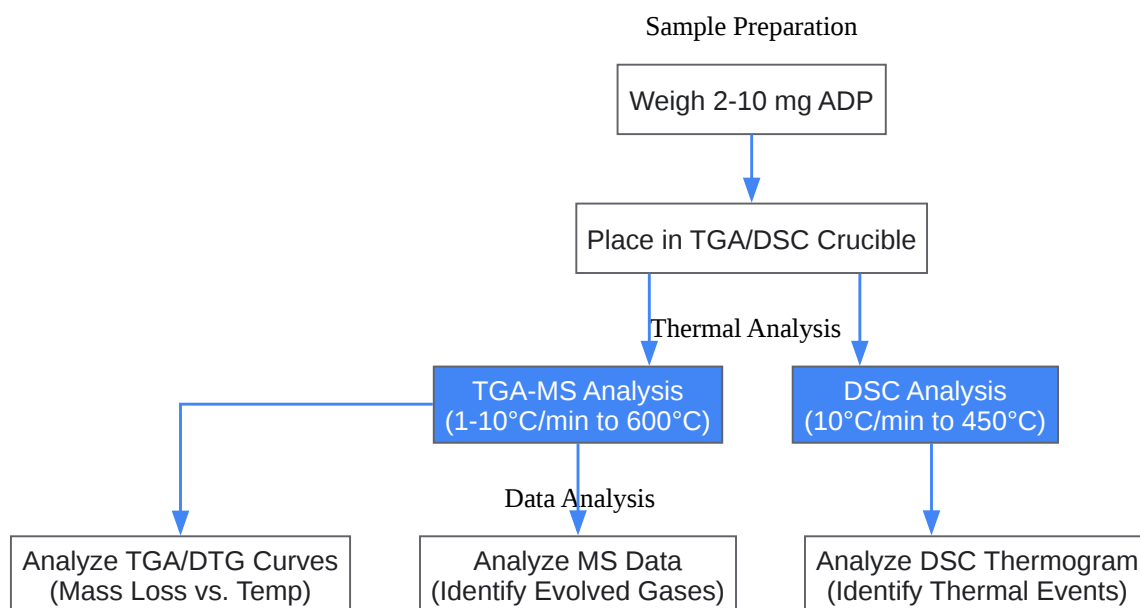 Sample Preparation
Weigh 2-10 mg ADP
Place in TGA/DSC Crucible
Thermal Analysis
TGA-MS Analysis
(1-10°C/min to 600°C)
DSC Analysis
(10°C/min to 450°C)
Data Analysis
Analyze TGA/DTG Curves
(Mass Loss vs. Temp)
Analyze MS Data
(Identify Evolved Gases)
Analyze DSC Thermogram
(Identify Thermal Events)